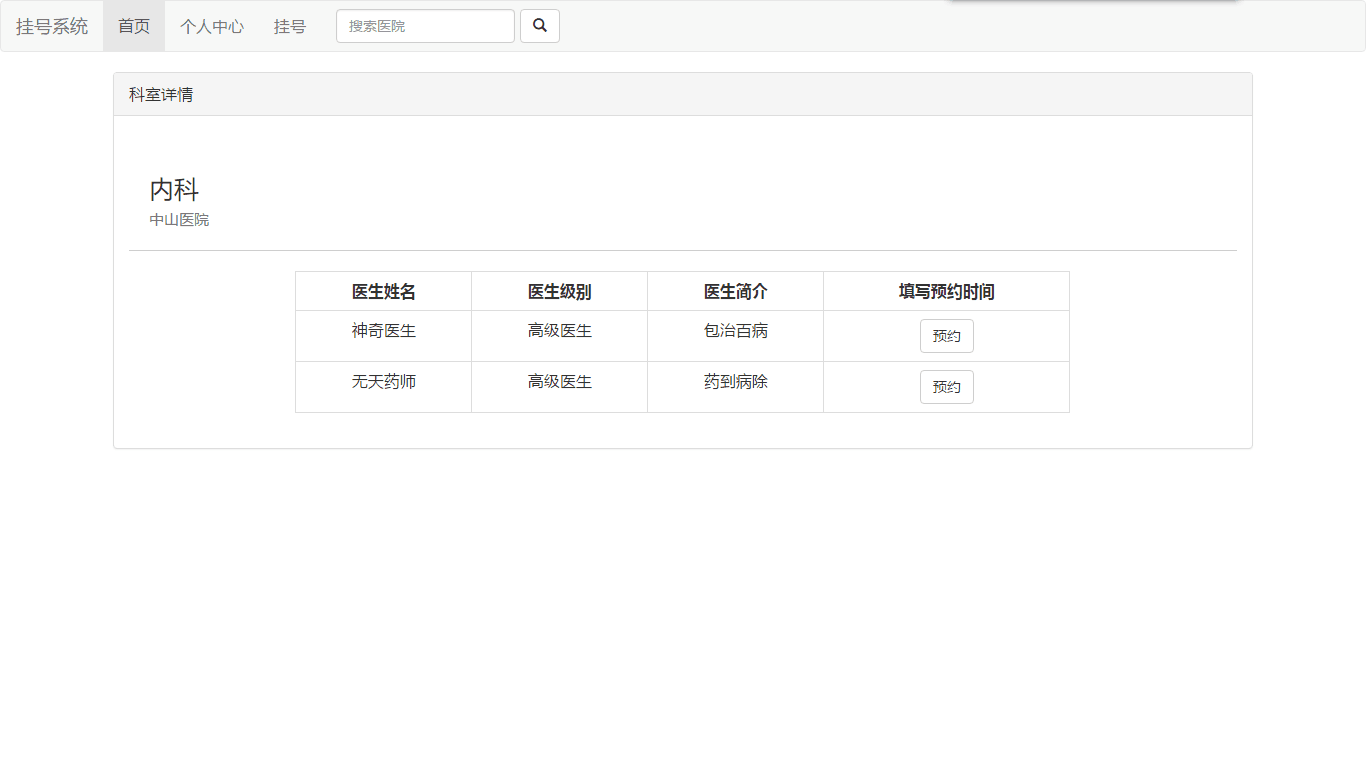 挂号系统 首页 个人中心 挂号 搜索医院
科室详情
内科
中山医院
医生姓名 医生级别 医生简介 填写预约时间
神奇医生 高级医生 包治百病 预约
无天药师 高级医生 药到病除 预约